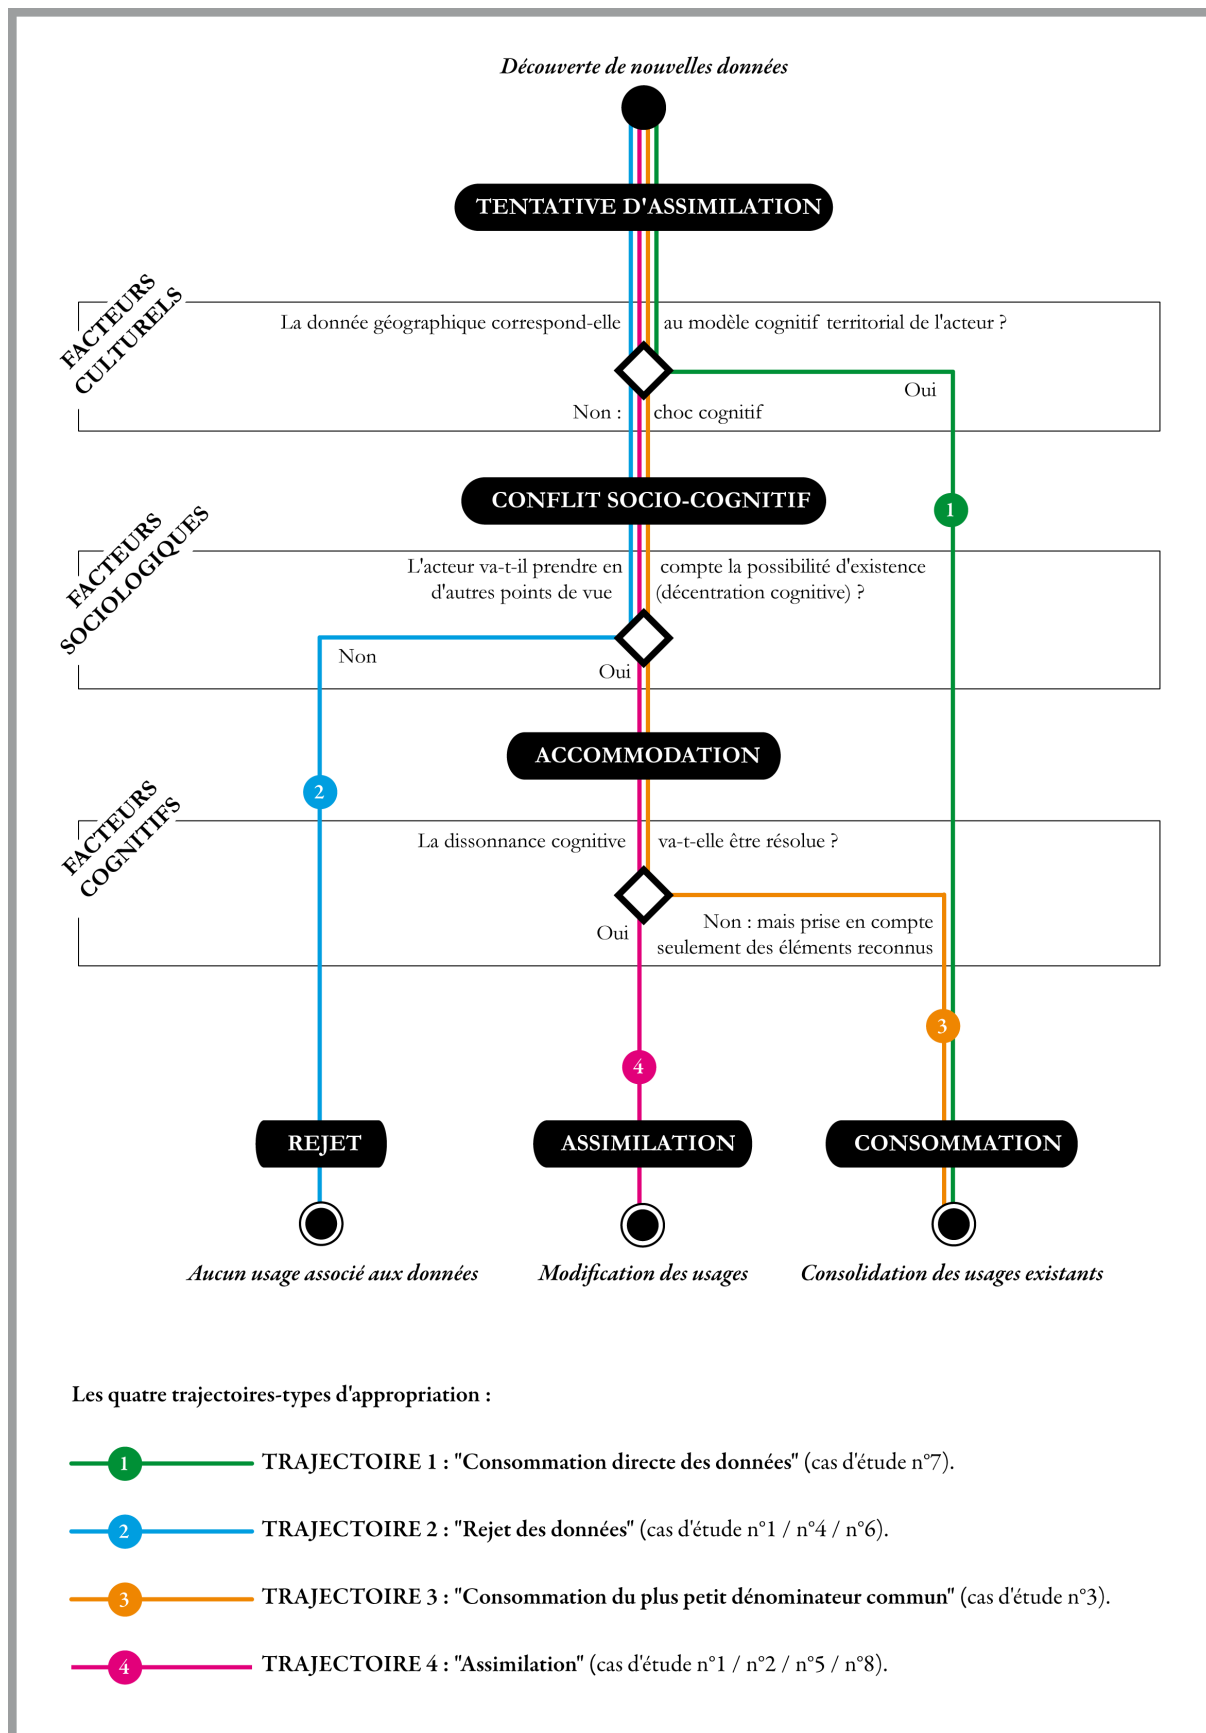 Découverte de nouvelles données
TENTATIVE D'ASSIMILATION
FACTEURS
CULTURELS
La donnée géographique correspond-elle au modèle cognitif territorial de l'acteur ?
Oui
Non : choc cognitif
CONFLIT SOCIO-COGNITIF
1
FACTEURS
SOCIOLOGIQUES
L'acteur va-t-il prendre en compte la possibilité d'existence
d'autres points de vue (décentration cognitive) ?
Non
Oui
ACCOMMODATION
2
FACTEURS
COGNITIFS
La dissonnance cognitive va-t-elle être résolue ?
Oui
Non : mais prise en compte
seulement des éléments reconnus
3
4
REJET
ASSIMILATION
CONSOMMATION
Aucun usage associé aux données
Modification des usages
Consolidation des usages existants
Les quatre trajectoires-types d'appropriation :
1 TRAJECTOIRE 1 : "Consommation directe des données" (cas d'étude n°7).
2 TRAJECTOIRE 2 : "Rejet des données" (cas d'étude n°1 / n°4 / n°6).
3 TRAJECTOIRE 3 : "Consommation du plus petit dénominateur commun" (cas d'étude n°3).
4 TRAJECTOIRE 4 : "Assimilation" (cas d'étude n°1 / n°2 / n°5 / n°8).